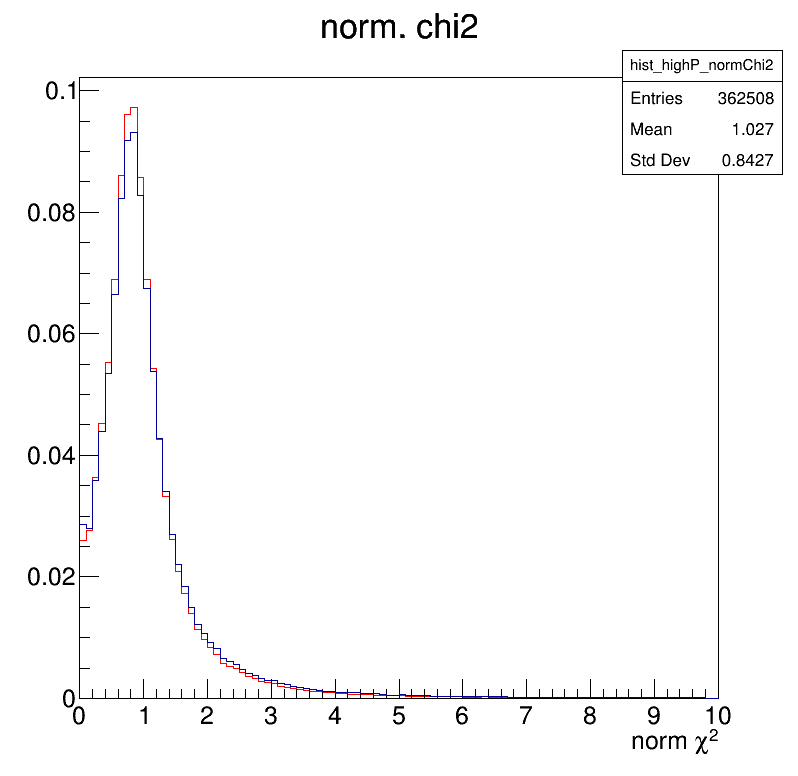 norm. chi2
hist_highP_normChi2
Entries 362508
Mean 1.027
Std Dev 0.8427
0.1
0.08
0.06
0.04
0.02
0
0 1 2 3 4 5 6 7 8 9 10
norm χ²